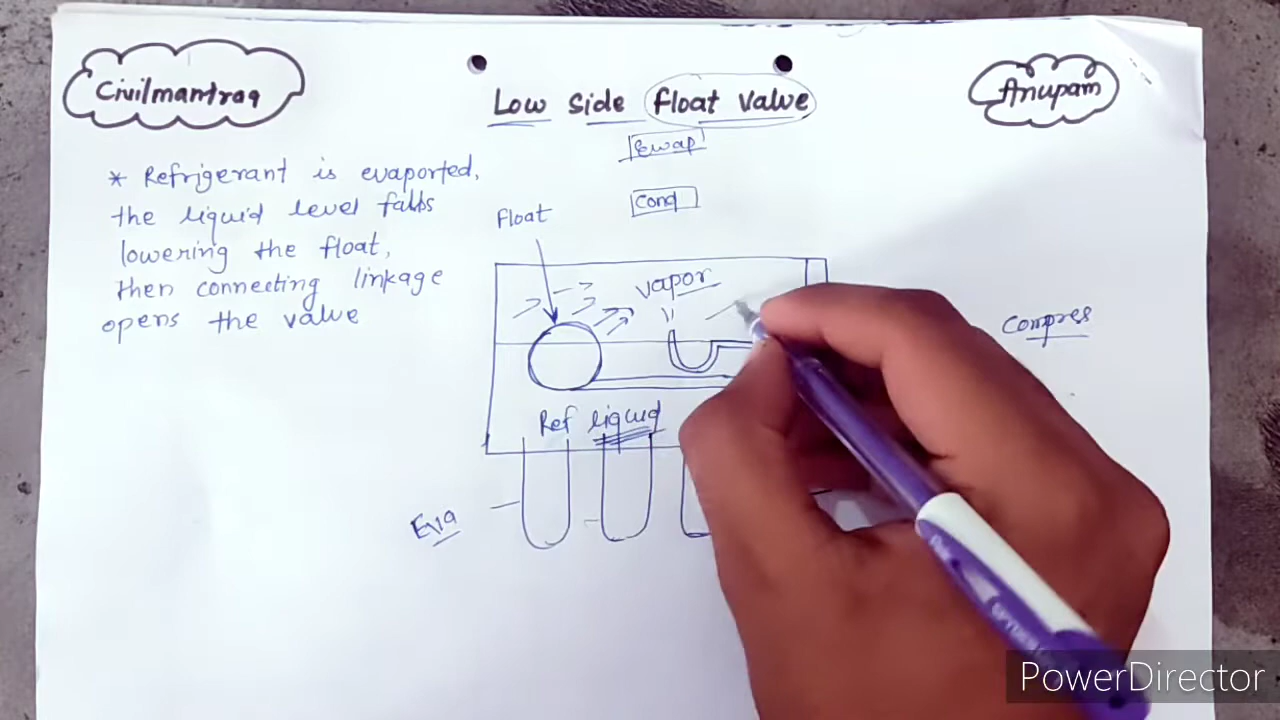 Civilmantraa
Low side float valve
Anupam
Ewap
Cond
* Refrigerant is evaported,
the liquid level falls
lowering the float,
then connecting linkage
opens the valve
Float
vapor
Compres
Ref liquid
Eva
PowerDirector